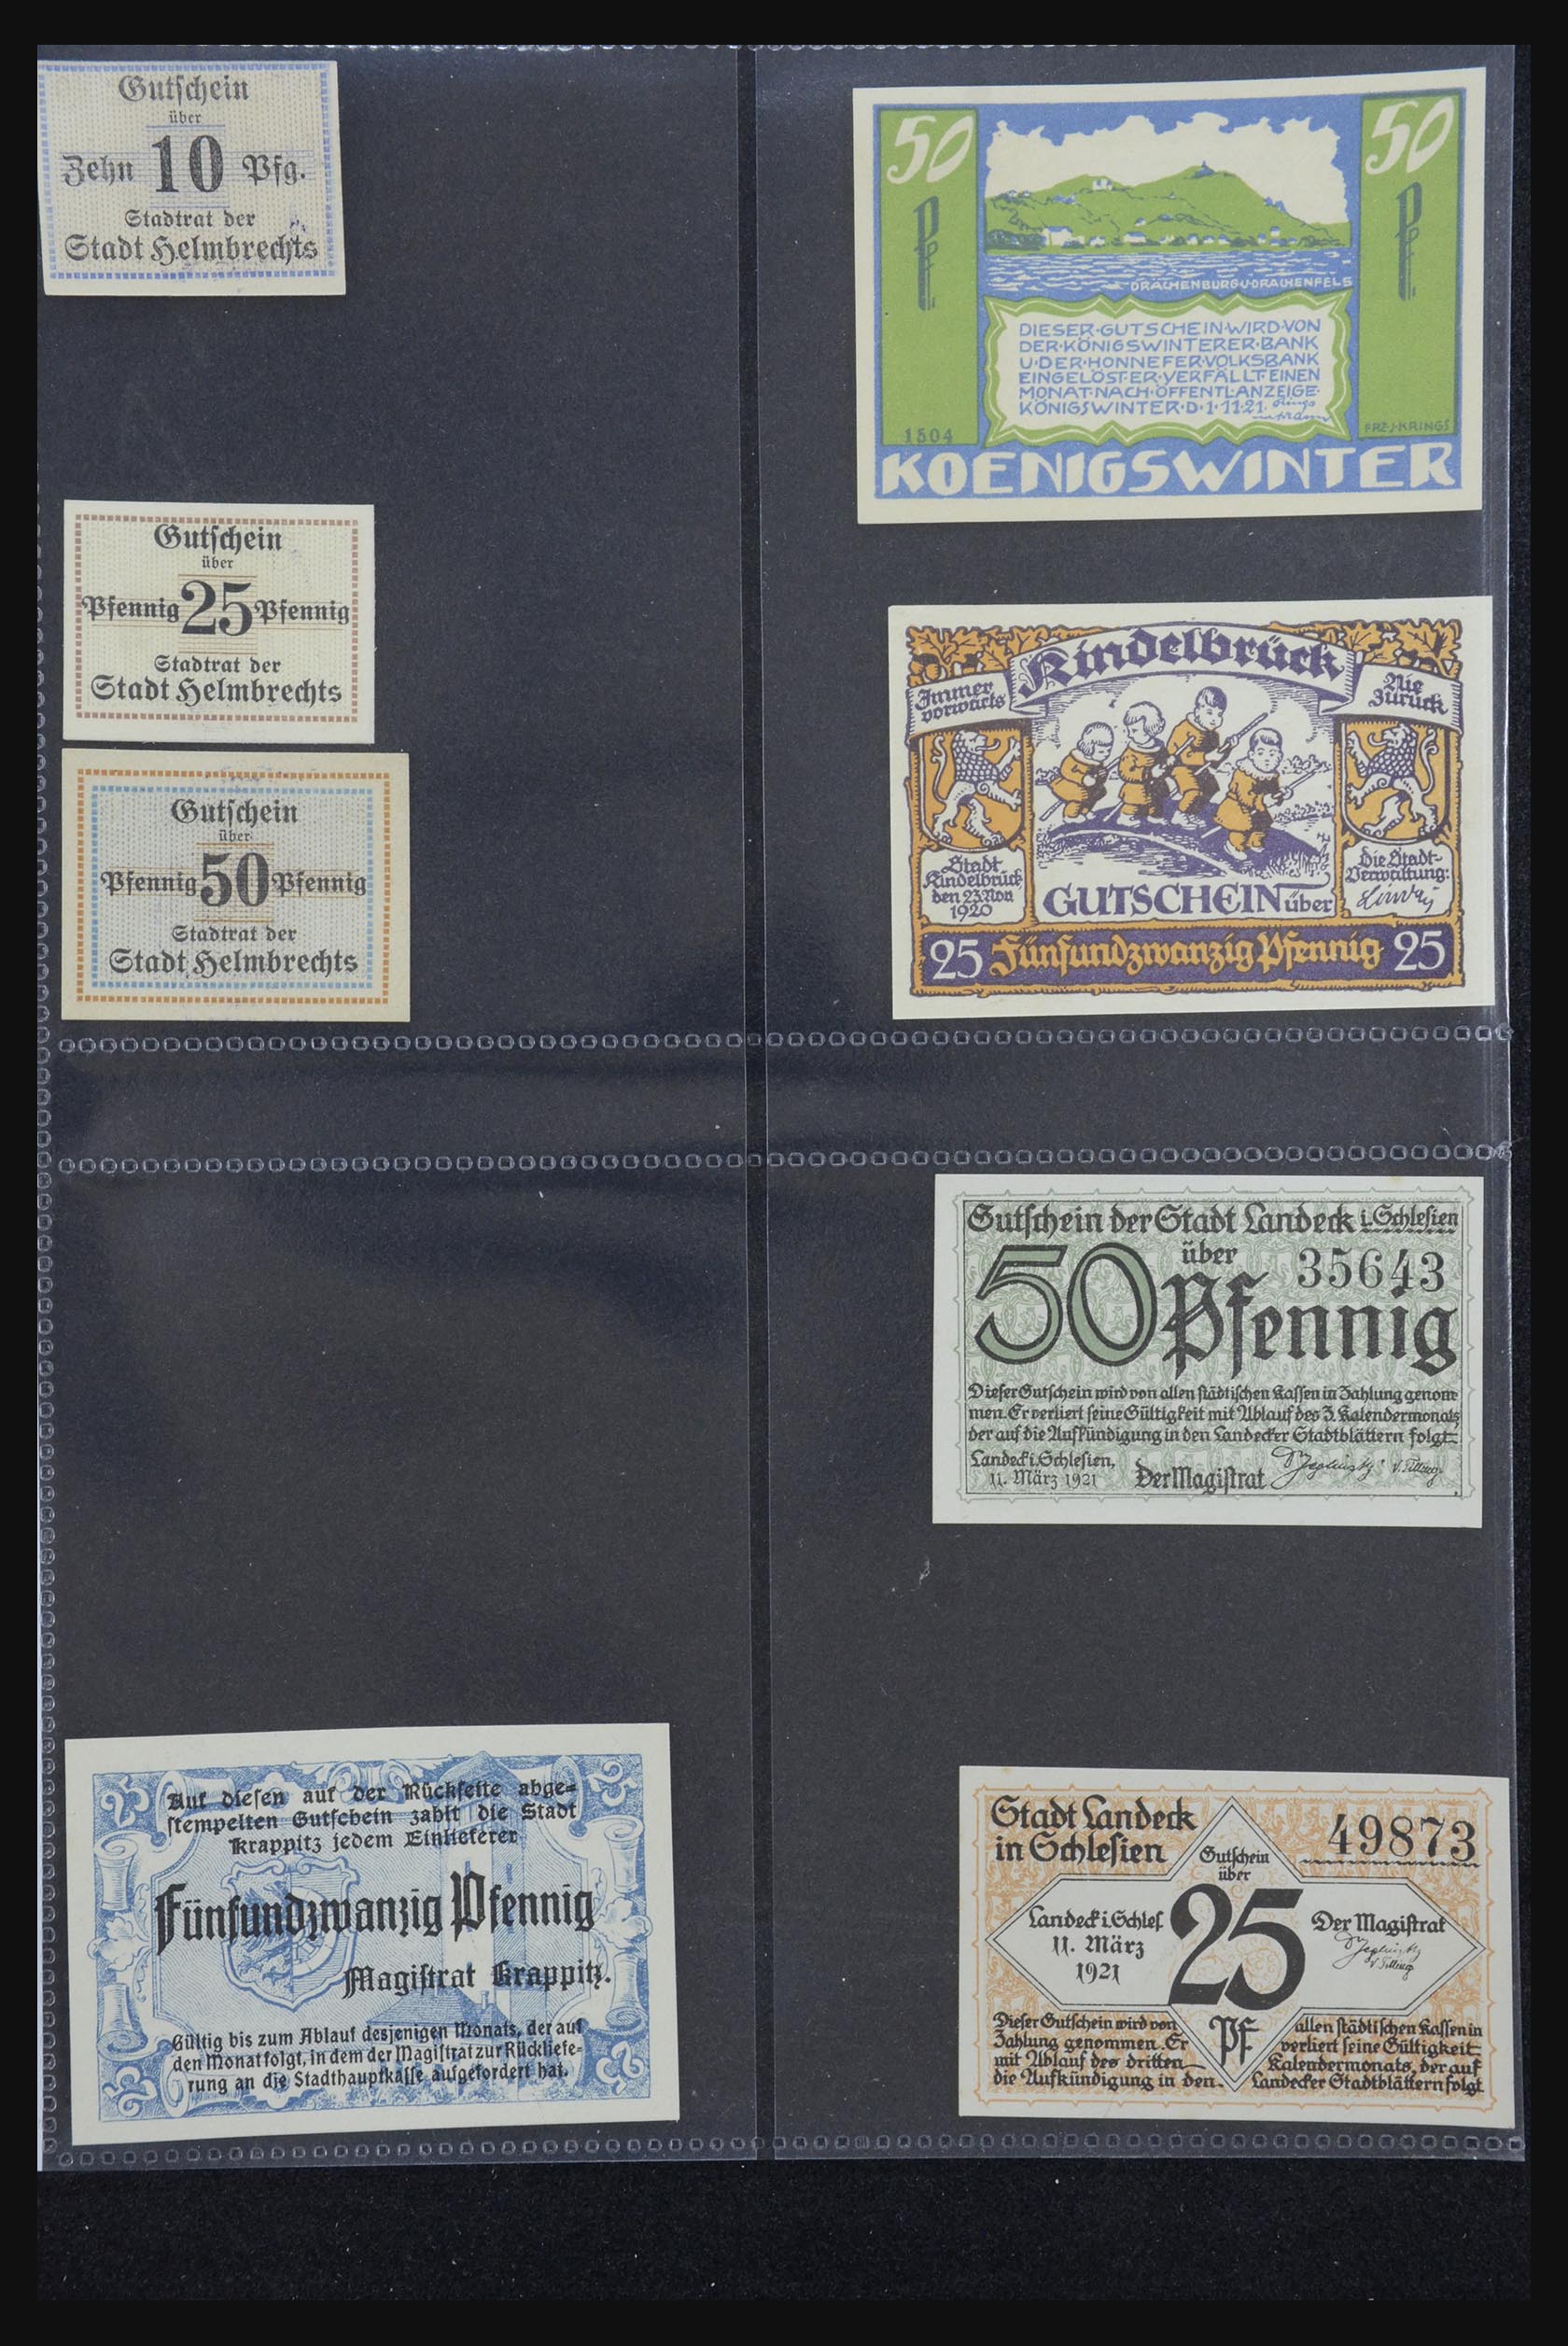 Gutschein
über
Zehn 10 Pfg.
Stadtrat der
Stadt Helmbrechts
Gutschein
über
Pfennig 25 Pfennig
Stadtrat der
Stadt Helmbrechts
Gutschein
über
Pfennig 50 Pfennig
Stadtrat der
Stadt Helmbrechts
25
Auf diesen auf der Rückseite abge=
stempelten Gutschein zahlt die Stadt
Krappitz jedem Einlieferer
Fünfundzwanzig Pfennig
Magistrat Krappitz.
Gültig bis zum Ablauf desjenigen Monats, der auf
den Monat folgt, in dem der Magistrat zur Rückliefe-
rung an die Stadthauptkasse aufgefordert hat.
50 50
Pf Pf
DRACHENBURG·U·DRACHENFELS
DIESER·GUTSCHEIN·WIRD·VON
DER·KÖNIGSWINTERER·BANK
U·DER·HONNEFER·VOLKSBANK
EINGELÖST·ER·VERFÄLLT·EINEN
MONAT·NACH·ÖFFENTL·ANZEIGE·
KÖNIGSWINTER·D·1·11·21·
1504 FRZ·J·KRINGS
KOENIGSWINTER
Kindelbrück
Immer
vorwärts
Nie
zurück
Stadt
Kindelbrück
den 23. Nov
1920
Die Stadt-
Verwaltung:
GUTSCHEIN über
25 Fünfundzwanzig Pfennig 25
Gutschein der Stadt Landeck i. Schlesien
über 35643
50 Pfennig
Dieser Gutschein wird von allen städtischen Kassen in Zahlung genom
men. Er verliert seine Gültigkeit mit Ablauf des 3. Kalendermonats
der auf die Aufkündigung in den Landecker Stadtblättern folgt
Landeck i. Schlesien,
11. März 1921 Der Magistrat
Stadt Landeck
in Schlesien
49873
Gutschein
über
25
Pf
Landeck i. Schles.
11. März
1921
Der Magistrat
Dieser Gutschein wird von allen städtischen Kassen in
Zahlung genommen. Er verliert seine Gültigkeit
mit Ablauf des dritten Kalendermonats, der auf
die Aufkündigung in den Landecker Stadtblättern folgt